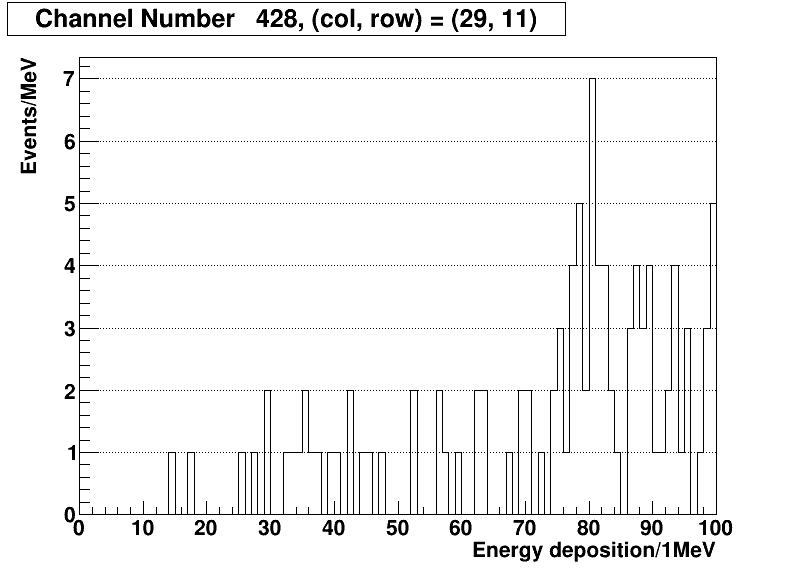 Channel Number 428, (col, row) = (29, 11)
Events/MeV
7
6
5
4
3
2
1
0
0 10 20 30 40 50 60 70 80 90 100
Energy deposition/1MeV